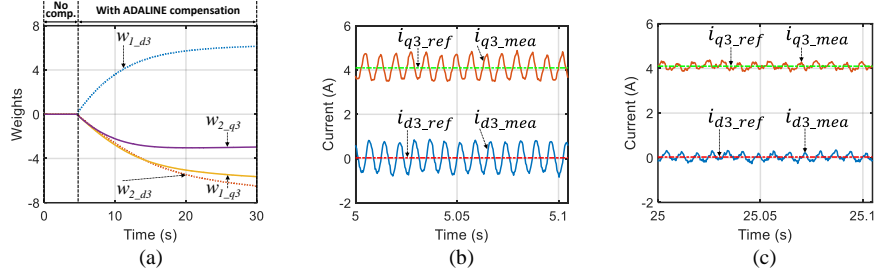 No comp.
With ADALINE compensation
w1_d3
w2_q3
w2_d3
w1_q3
Weights
8
4
0
-4
-8
0
10
20
30
Time (s)
(a)
iq3_ref
iq3_mea
id3_ref
id3_mea
Current (A)
6
4
2
0
-2
5
5.05
5.1
Time (s)
(b)
iq3_ref
iq3_mea
id3_ref
id3_mea
Current (A)
6
4
2
0
-2
25
25.05
25.1
Time (s)
(c)